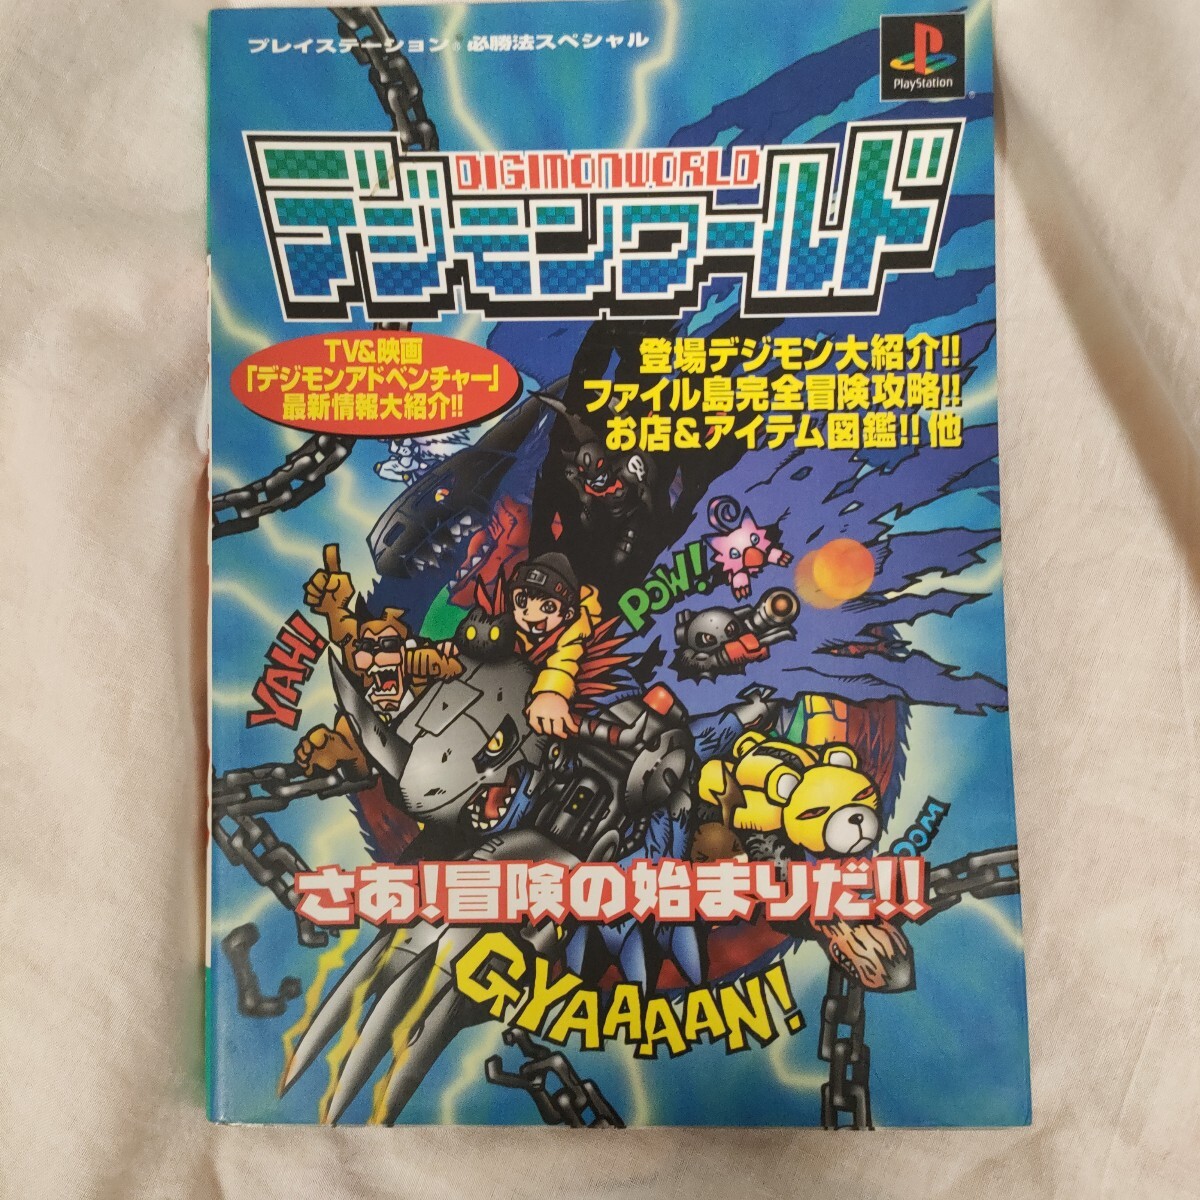 プレイステーション®必勝法スペシャル
PlayStation
®
DIGIMONWORLD
デジモンワールド
TV&映画
「デジモンアドベンチャー」
最新情報大紹介!!
登場デジモン大紹介!!
ファイル島完全冒険攻略!!
お店&アイテム図鑑!!他
POW!
YAH!!
さあ!冒険の始まりだ!!
GYAAAAAN!